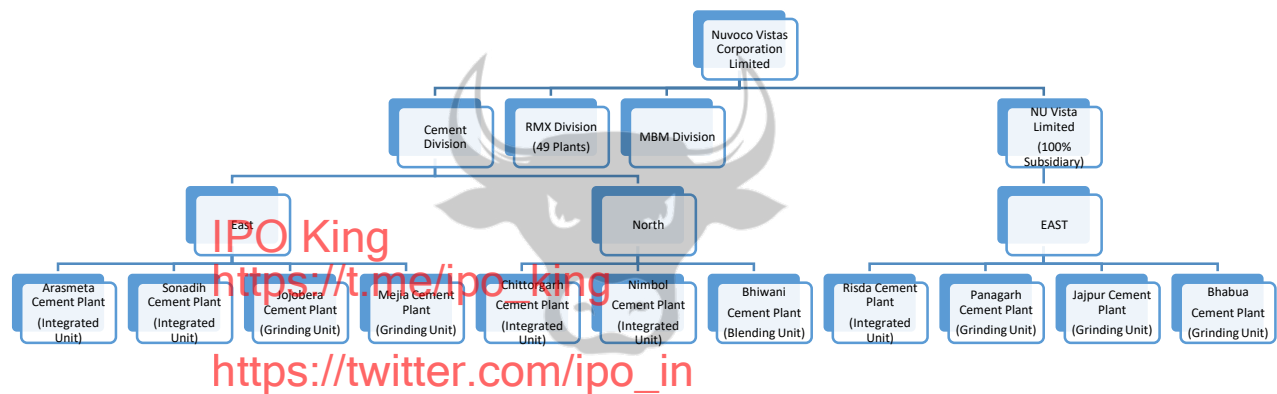 Nuvoco Vistas
Corporation
Limited
Cement
Division
RMX Division
(49 Plants)
MBM Division
NU Vista
Limited
(100%
Subsidiary)
East
North
EAST
Arasmeta
Cement Plant
(Integrated
Unit)
Sonadih
Cement Plant
(Integrated
Unit)
Jojobera
Cement Plant
(Grinding Unit)
Mejia Cement
Plant
(Grinding Unit)
Chittorgarh
Cement Plant
(Integrated
Unit)
Nimbol
Cement Plant
(Integrated
Unit)
Bhiwani
Cement Plant
(Blending Unit)
Risda Cement
Plant
(Integrated
Unit)
Panagarh
Cement Plant
(Grinding Unit)
Jajpur Cement
Plant
(Grinding Unit)
Bhabua
Cement Plant
(Grinding Unit)
IPO King
https://t.me/ipo_king
https://twitter.com/ipo_in